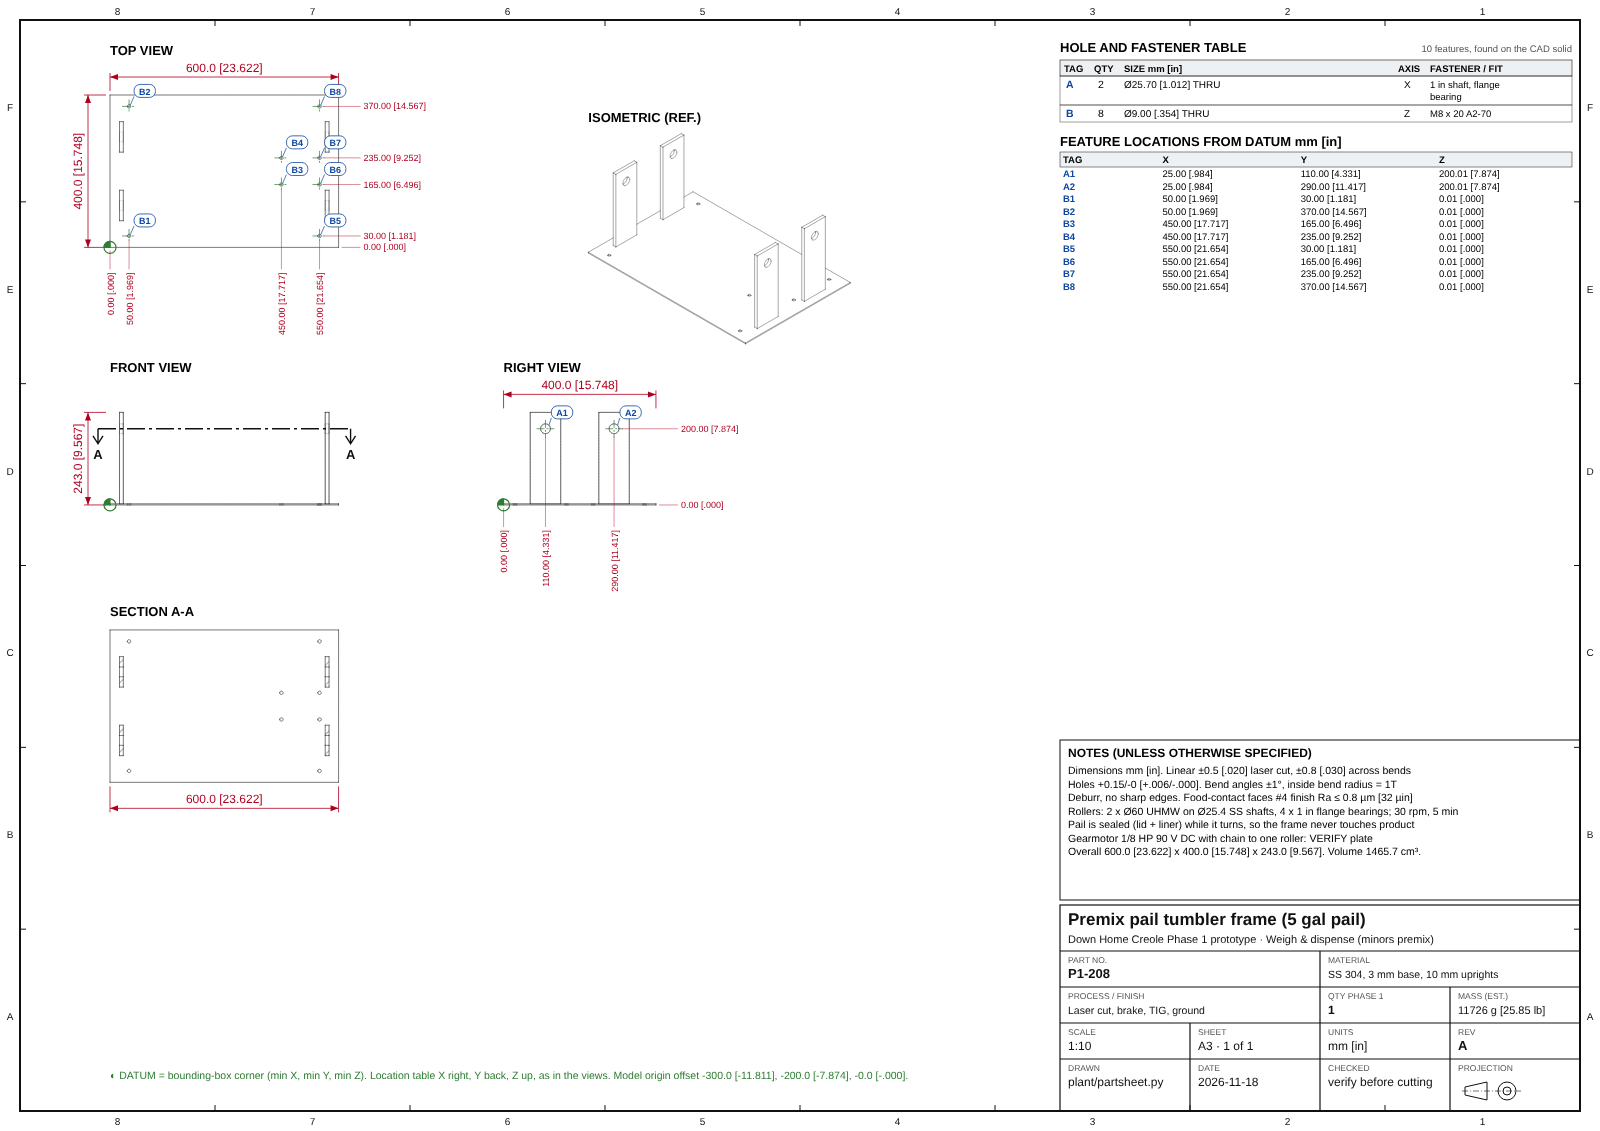 8 7 6 5 4 3 2 1
TOP VIEW
600.0 [23.622]
B2
B8
370.00 [14.567]
400.0 [15.748]
B4
B7
235.00 [9.252]
B3
B6
165.00 [6.496]
B1
B5
30.00 [1.181]
0.00 [.000]
0.00 [.000]
50.00 [1.969]
450.00 [17.717]
550.00 [21.654]
ISOMETRIC (REF.)
HOLE AND FASTENER TABLE
10 features, found on the CAD solid
TAG QTY SIZE mm [in] AXIS FASTENER / FIT
A 2 Ø25.70 [1.012] THRU X 1 in shaft, flange
bearing
B 8 Ø9.00 [.354] THRU Z M8 x 20 A2-70
FEATURE LOCATIONS FROM DATUM mm [in]
TAG X Y Z
A1 25.00 [.984] 110.00 [4.331] 200.01 [7.874]
A2 25.00 [.984] 290.00 [11.417] 200.01 [7.874]
B1 50.00 [1.969] 30.00 [1.181] 0.01 [.000]
B2 50.00 [1.969] 370.00 [14.567] 0.01 [.000]
B3 450.00 [17.717] 165.00 [6.496] 0.01 [.000]
B4 450.00 [17.717] 235.00 [9.252] 0.01 [.000]
B5 550.00 [21.654] 30.00 [1.181] 0.01 [.000]
B6 550.00 [21.654] 165.00 [6.496] 0.01 [.000]
B7 550.00 [21.654] 235.00 [9.252] 0.01 [.000]
B8 550.00 [21.654] 370.00 [14.567] 0.01 [.000]
FRONT VIEW
243.0 [9.567]
A
A
RIGHT VIEW
400.0 [15.748]
A1
A2
200.00 [7.874]
0.00 [.000]
0.00 [.000]
110.00 [4.331]
290.00 [11.417]
SECTION A-A
600.0 [23.622]
NOTES (UNLESS OTHERWISE SPECIFIED)
Dimensions mm [in]. Linear ±0.5 [.020] laser cut, ±0.8 [.030] across bends
Holes +0.15/-0 [+.006/-.000]. Bend angles ±1°, inside bend radius = 1T
Deburr, no sharp edges. Food-contact faces #4 finish Ra ≤ 0.8 µm [32 µin]
Rollers: 2 x Ø60 UHMW on Ø25.4 SS shafts, 4 x 1 in flange bearings; 30 rpm, 5 min
Pail is sealed (lid + liner) while it turns, so the frame never touches product
Gearmotor 1/8 HP 90 V DC with chain to one roller: VERIFY plate
Overall 600.0 [23.622] x 400.0 [15.748] x 243.0 [9.567]. Volume 1465.7 cm³.
Premix pail tumbler frame (5 gal pail)
Down Home Creole Phase 1 prototype · Weigh & dispense (minors premix)
PART NO.
P1-208
MATERIAL
SS 304, 3 mm base, 10 mm uprights
PROCESS / FINISH
Laser cut, brake, TIG, ground
QTY PHASE 1
1
MASS (EST.)
11726 g [25.85 lb]
SCALE
1:10
SHEET
A3 · 1 of 1
UNITS
mm [in]
REV
A
DRAWN
plant/partsheet.py
DATE
2026-11-18
CHECKED
verify before cutting
PROJECTION
DATUM = bounding-box corner (min X, min Y, min Z). Location table X right, Y back, Z up, as in the views. Model origin offset -300.0 [-11.811], -200.0 [-7.874], -0.0 [-.000].
F F
E E
D D
C C
B B
A A
8 7 6 5 4 3 2 1